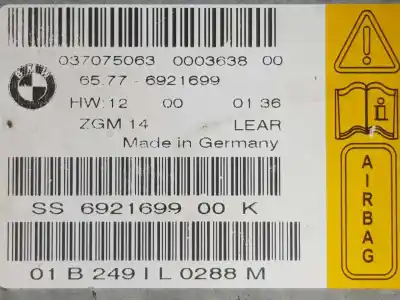 037075063 0003638 00
BMW
65.77 - 6921699
HW:12 00 01 36
ZGM 14 LEAR
Made in Germany
SS 6921699 00 K
01 B 249 I L 0288 M
i
AIRBAG